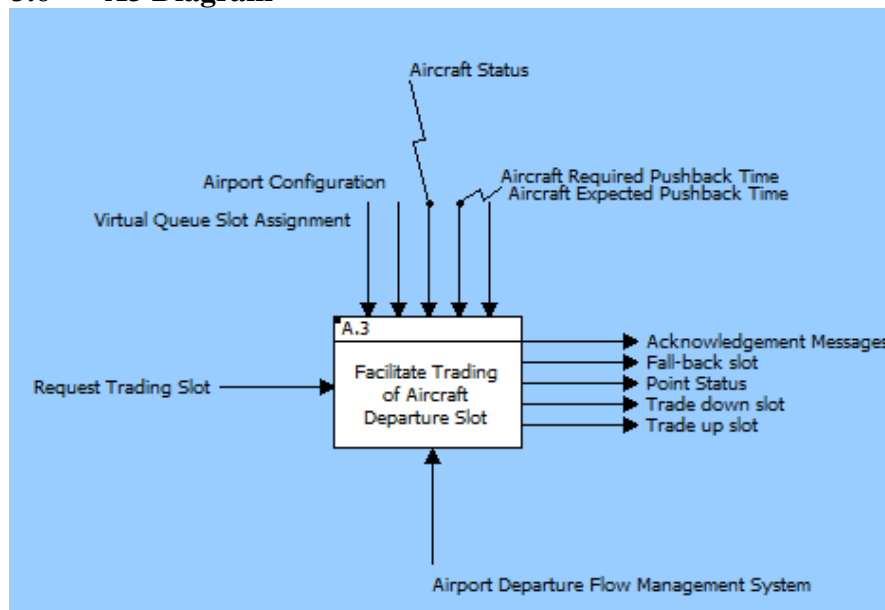 Aircraft Status
Aircraft Required Pushback Time
Airport Configuration
Aircraft Expected Pushback Time
Virtual Queue Slot Assignment
A.3
Acknowledgement Messages
Facilitate Trading
of Aircraft
Departure Slot
Fall-back slot
Request Trading Slot
Point Status
Trade down slot
Trade up slot
Airport Departure Flow Management System